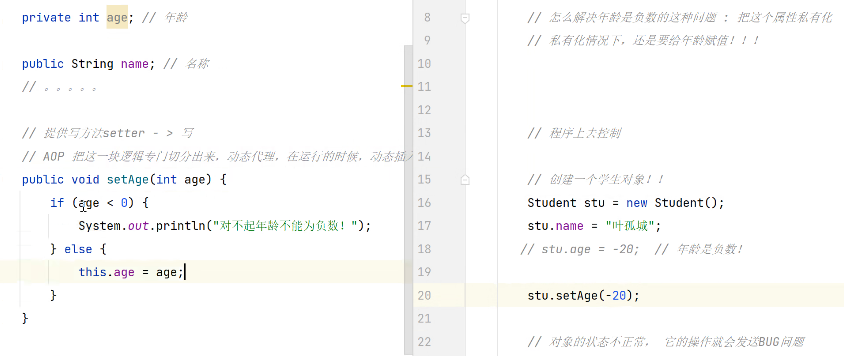 private int age; // 年龄
public String name; // 名称
// 。。。。。
// 提供写方法setter - > 写
// AOP 把这一块逻辑专门切分出来，动态代理，在运行的时候，动态插入
public void setAge(int age) {
if (age < 0) {
System.out.println("对不起年龄不能为负数！");
} else {
this.age = age;
}
}
8 // 怎么解决年龄是负数的这种问题 : 把这个属性私有化
9 // 私有化情况下，还是要给年龄赋值！！！
10
11
12
13 // 程序上去控制
14
15 // 创建一个学生对象！！
16 Student stu = new Student();
17 stu.name = "叶孤城";
18 // stu.age = -20; // 年龄是负数！
19
20 stu.setAge(-20);
21
22 // 对象的状态不正常， 它的操作就会发送BUG问题